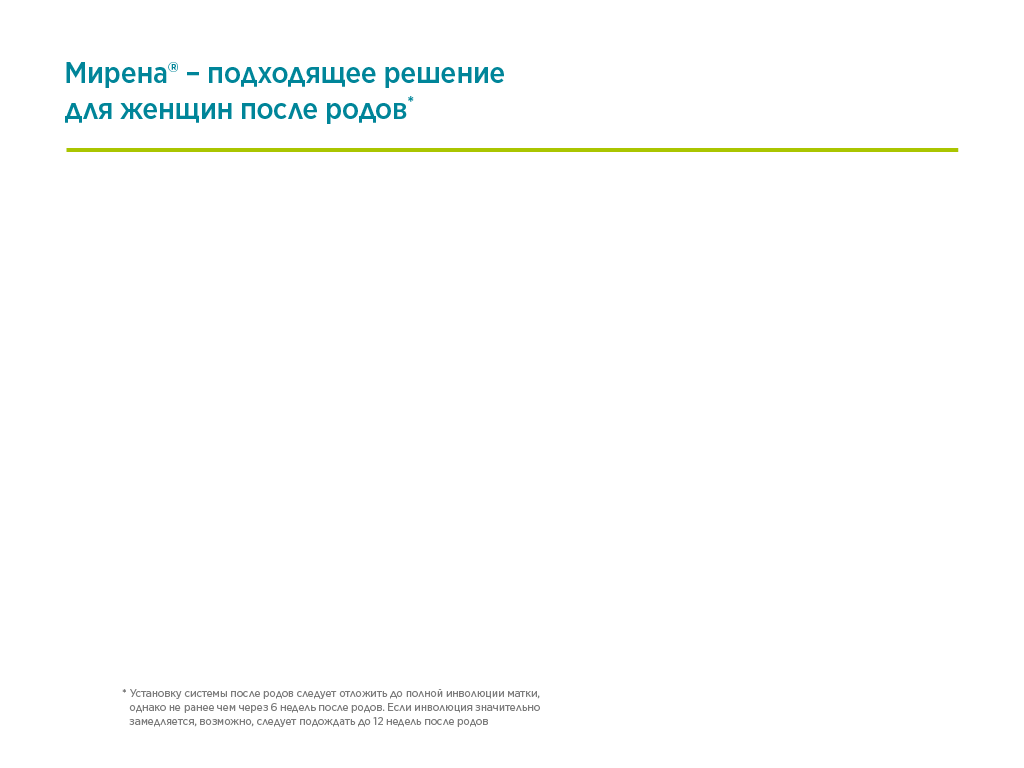 Мирена® – подходящее решение
для женщин после родов*
* Установку системы после родов следует отложить до полной инволюции матки,
однако не ранее чем через 6 недель после родов. Если инволюция значительно
замедляется, возможно, следует подождать до 12 недель после родов